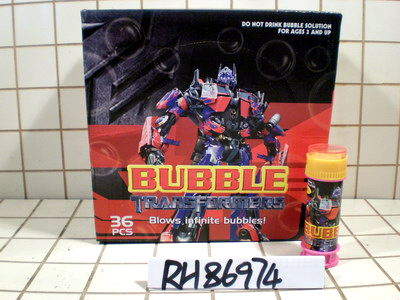 DO NOT DRINK BUBBLE SOLUTION
FOR AGES 3 AND UP
BUBBLE
TRANSFORMERS
Blows infinite bubbles!
36
PCS
BUBB
RH86974